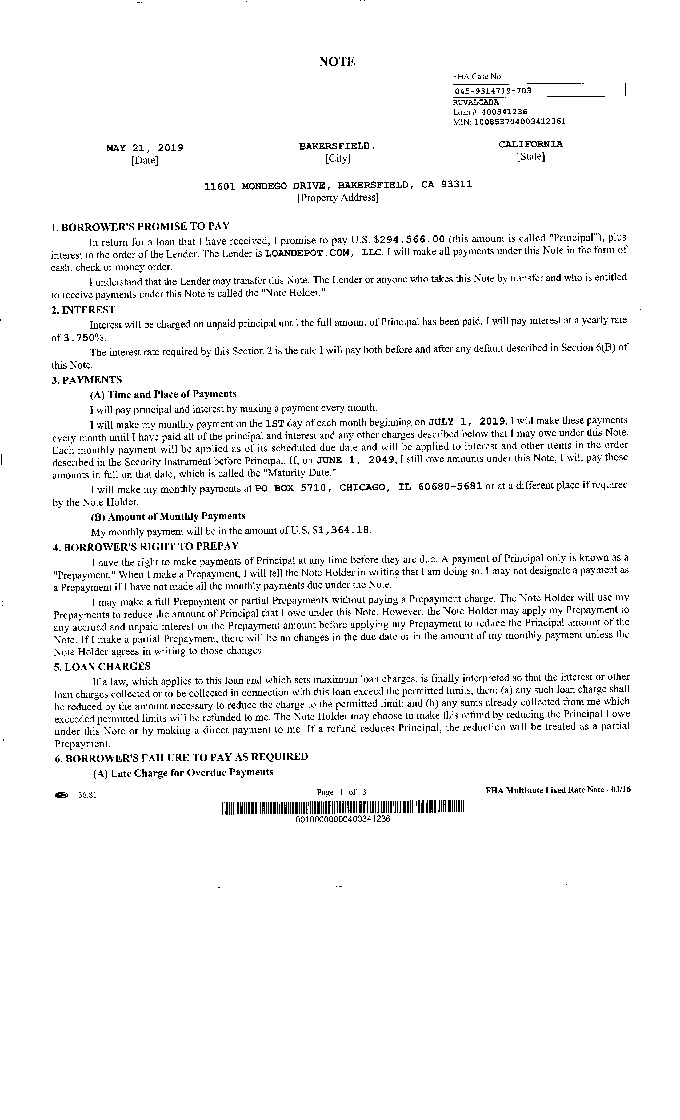 NOTE
FHA Case No.
045-9314719-703
RUVALCABA
Loan #: 400341236
MIN: 100853704003412361
MAY 21, 2019 BAKERSFIELD, CALIFORNIA
[Date] [City] [State]
11601 MONDEGO DRIVE, BAKERSFIELD, CA 93311
[Property Address]
1. BORROWER'S PROMISE TO PAY
In return for a loan that I have received, I promise to pay U.S. $294,566.00 (this amount is called "Principal"), plus
interest to the order of the Lender. The Lender is LOANDEPOT.COM, LLC. I will make all payments under this Note in the form of
cash, check or money order.
I understand that the Lender may transfer this Note. The Lender or anyone who takes this Note by transfer and who is entitled
to receive payments under this Note is called the "Note Holder."
2. INTEREST
Interest will be charged on unpaid principal until the full amount of Principal has been paid. I will pay interest at a yearly rate
of 3.750%.
The interest rate required by this Section 2 is the rate I will pay both before and after any default described in Section 6(B) of
this Note.
3. PAYMENTS
(A) Time and Place of Payments
I will pay principal and interest by making a payment every month.
I will make my monthly payment on the 1ST day of each month beginning on JULY 1, 2019. I will make these payments
every month until I have paid all of the principal and interest and any other charges described below that I may owe under this Note.
Each monthly payment will be applied as of its scheduled due date and will be applied to interest and other items in the order
described in the Security Instrument before Principal. If, on JUNE 1, 2049, I still owe amounts under this Note, I will pay those
amounts in full on that date, which is called the "Maturity Date."
I will make my monthly payments at PO BOX 5710, CHICAGO, IL 60680-5681 or at a different place if required
by the Note Holder.
(B) Amount of Monthly Payments
My monthly payment will be in the amount of U.S. $1,364.18.
4. BORROWER'S RIGHT TO PREPAY
I have the right to make payments of Principal at any time before they are due. A payment of Principal only is known as a
"Prepayment." When I make a Prepayment, I will tell the Note Holder in writing that I am doing so. I may not designate a payment as
a Prepayment if I have not made all the monthly payments due under the Note.
I may make a full Prepayment or partial Prepayments without paying a Prepayment charge. The Note Holder will use my
Prepayments to reduce the amount of Principal that I owe under this Note. However, the Note Holder may apply my Prepayment to
any accrued and unpaid interest on the Prepayment amount before applying my Prepayment to reduce the Principal amount of the
Note. If I make a partial Prepayment, there will be no changes in the due date or in the amount of my monthly payment unless the
Note Holder agrees in writing to those changes.
5. LOAN CHARGES
If a law, which applies to this loan and which sets maximum loan charges, is finally interpreted so that the interest or other
loan charges collected or to be collected in connection with this loan exceed the permitted limits, then: (a) any such loan charge shall
be reduced by the amount necessary to reduce the charge to the permitted limit; and (b) any sums already collected from me which
exceeded permitted limits will be refunded to me. The Note Holder may choose to make this refund by reducing the Principal I owe
under this Note or by making a direct payment to me. If a refund reduces Principal, the reduction will be treated as a partial
Prepayment.
6. BORROWER'S FAILURE TO PAY AS REQUIRED
(A) Late Charge for Overdue Payments
Page 1 of 3 FHA Multistate Fixed Rate Note - 03/16